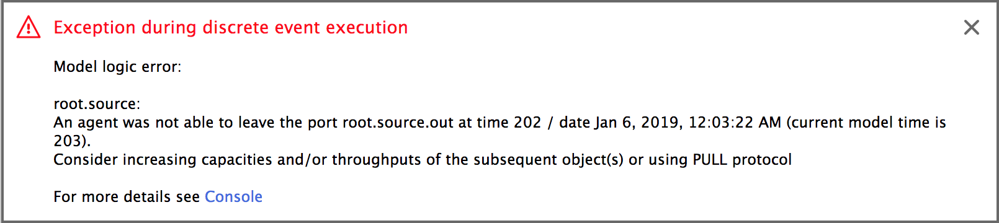 Exception during discrete event execution
Model logic error:
root.source:
An agent was not able to leave the port root.source.out at time 202 / date Jan 6, 2019, 12:03:22 AM (current model time is
203).
Consider increasing capacities and/or throughputs of the subsequent object(s) or using PULL protocol
For more details see Console